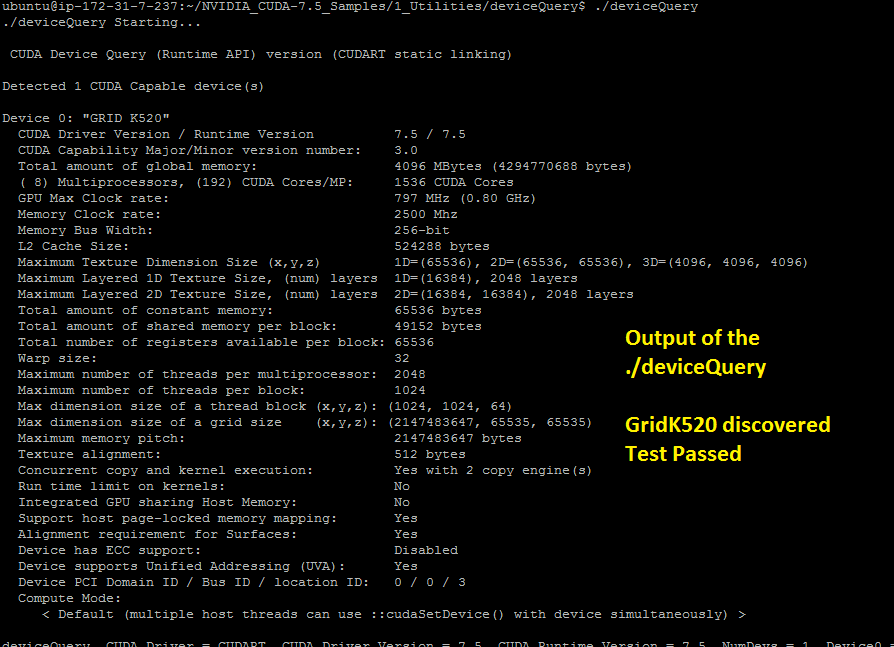 ubuntu@ip-172-31-7-237:~/NVIDIA_CUDA-7.5_Samples/1_Utilities/deviceQuery$ ./deviceQuery
./deviceQuery Starting...
CUDA Device Query (Runtime API) version (CUDART static linking)
Detected 1 CUDA Capable device(s)
Device 0: "GRID K520"
CUDA Driver Version / Runtime Version 7.5 / 7.5
CUDA Capability Major/Minor version number: 3.0
Total amount of global memory: 4096 MBytes (4294770688 bytes)
( 8) Multiprocessors, (192) CUDA Cores/MP: 1536 CUDA Cores
GPU Max Clock rate: 797 MHz (0.80 GHz)
Memory Clock rate: 2500 Mhz
Memory Bus Width: 256-bit
L2 Cache Size: 524288 bytes
Maximum Texture Dimension Size (x,y,z) 1D=(65536), 2D=(65536, 65536), 3D=(4096, 4096, 4096)
Maximum Layered 1D Texture Size, (num) layers 1D=(16384), 2048 layers
Maximum Layered 2D Texture Size, (num) layers 2D=(16384, 16384), 2048 layers
Total amount of constant memory: 65536 bytes
Total amount of shared memory per block: 49152 bytes
Total number of registers available per block: 65536
Warp size: 32
Maximum number of threads per multiprocessor: 2048
Maximum number of threads per block: 1024
Max dimension size of a thread block (x,y,z): (1024, 1024, 64)
Max dimension size of a grid size (x,y,z): (2147483647, 65535, 65535)
Maximum memory pitch: 2147483647 bytes
Texture alignment: 512 bytes
Concurrent copy and kernel execution: Yes with 2 copy engine(s)
Run time limit on kernels: No
Integrated GPU sharing Host Memory: No
Support host page-locked memory mapping: Yes
Alignment requirement for Surfaces: Yes
Device has ECC support: Disabled
Device supports Unified Addressing (UVA): Yes
Device PCI Domain ID / Bus ID / location ID: 0 / 0 / 3
Compute Mode:
< Default (multiple host threads can use ::cudaSetDevice() with device simultaneously) >
deviceQuery, CUDA Driver = CUDART, CUDA Driver Version = 7.5, CUDA Runtime Version = 7.5, NumDevs = 1, Device0 =
Output of the
./deviceQuery
GridK520 discovered
Test Passed